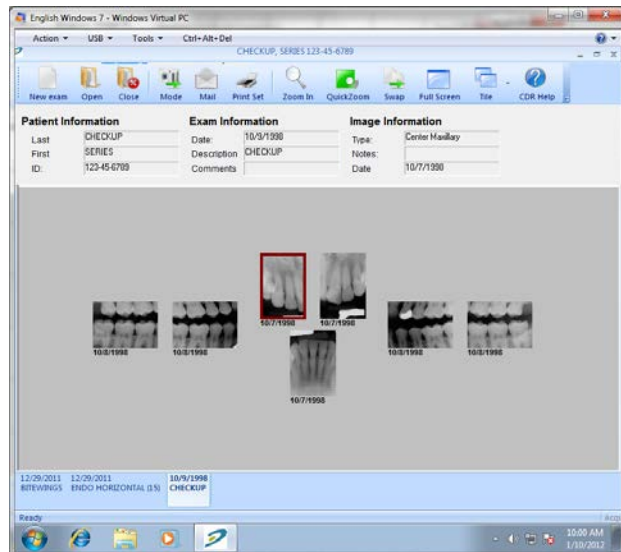 English Windows 7 - Windows Virtual PC
Action USB Tools Ctrl+Alt+Del
CHECKUP, SERIES 123-45-6789
New exam Open Close Mode Mail Print Set Zoom In QuickZoom Swap Full Screen Tile CDR Help
Patient Information Exam Information Image Information
Last CHECKUP Date: 10/9/1998 Type: Center Maxillary
First SERIES Description CHECKUP Notes:
ID: 123-45-6789 Comments Date 10/7/1998
10/7/1998 10/7/1998
10/8/1998 10/8/1998 10/8/1998 10/8/1998
10/7/1998
12/29/2011 12/29/2011 10/9/1998
BITEWINGS ENDO HORIZONTAL (15) CHECKUP
Ready Acqu
10:00 AM
1/10/2012